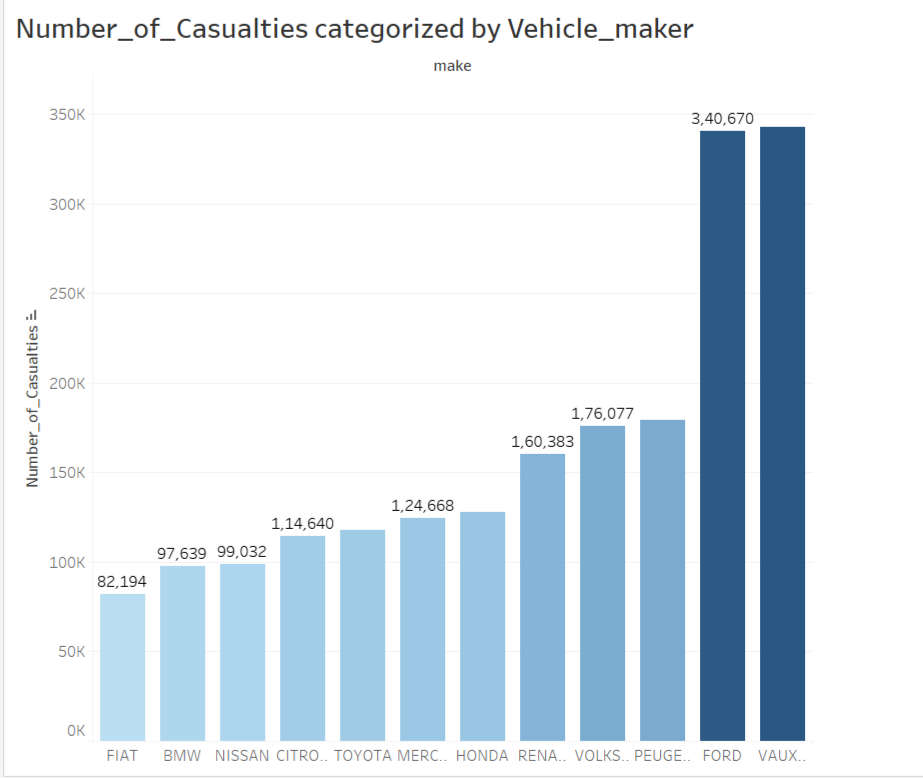 Number_of_Casualties categorized by Vehicle_maker
make
Number_of_Casualties
350K
300K
250K
200K
150K
100K
50K
0K
82,194
97,639
99,032
1,14,640
1,24,668
1,60,383
1,76,077
3,40,670
FIAT BMW NISSAN CITRO.. TOYOTA MERC.. HONDA RENA.. VOLKS.. PEUGE.. FORD VAUX..